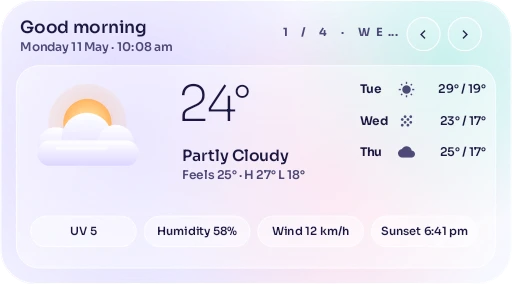 Good morning
Monday 11 May · 10:08 am
1 / 4 · WE...
24°
Partly Cloudy
Feels 25° · H 27° L 18°
Tue 29° / 19°
Wed 23° / 17°
Thu 25° / 17°
UV 5
Humidity 58%
Wind 12 km/h
Sunset 6:41 pm